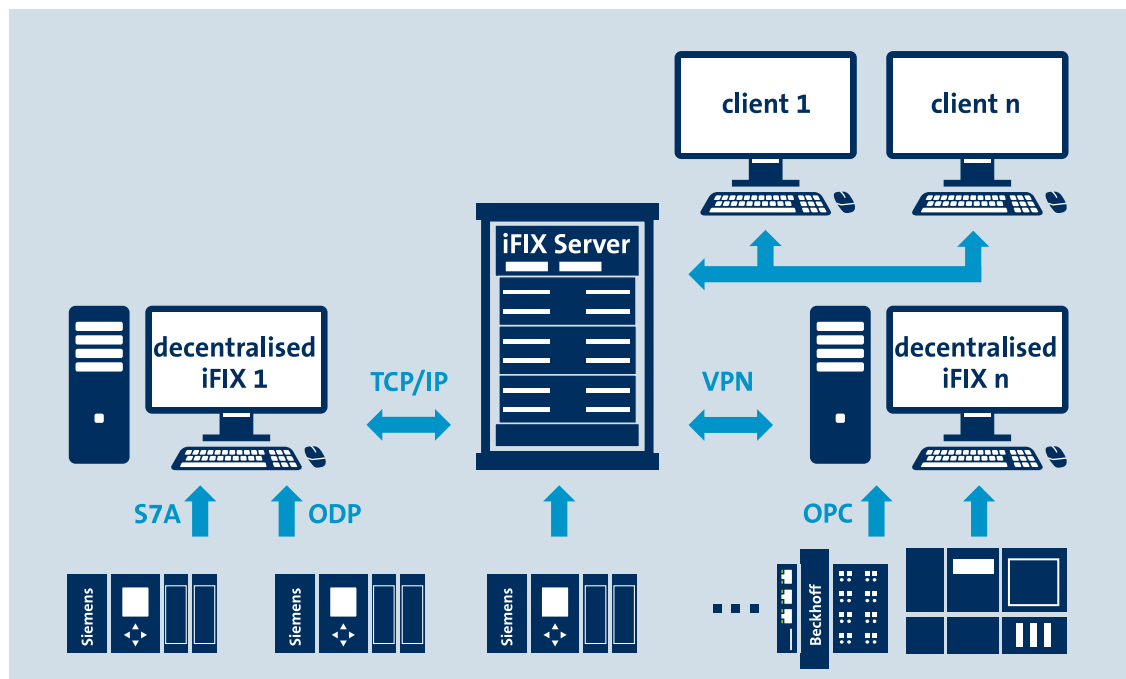 client 1
client n
iFIX Server
decentralised
iFIX 1
TCP/IP
VPN
decentralised
iFIX n
S7A
ODP
OPC
Siemens
Siemens
Siemens
Beckhoff